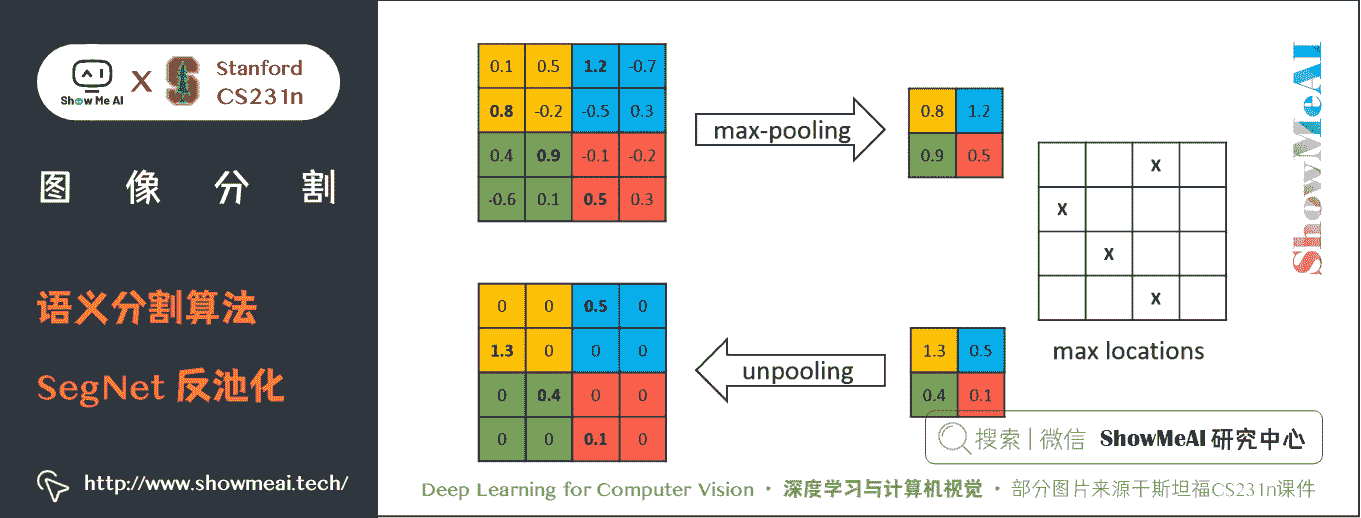 Show Me AI
X
Stanford
CS231n
图 像 分 割
语义分割算法
SegNet 反池化
http://www.showmeai.tech/
0.1 0.5 1.2 -0.7
0.8 -0.2 -0.5 0.3
0.4 0.9 -0.1 -0.2
-0.6 0.1 0.5 0.3
max-pooling
0.8 1.2
0.9 0.5
x
x
x
x
max locations
0 0 0.5 0
1.3 0 0 0
0 0.4 0 0
0 0 0.1 0
unpooling
1.3 0.5
0.4 0.1
搜索 | 微信 ShowMeAI 研究中心
Deep Learning for Computer Vision · 深度学习与计算机视觉 · 部分图片来源于斯坦福CS231n课件
ShowMeAI